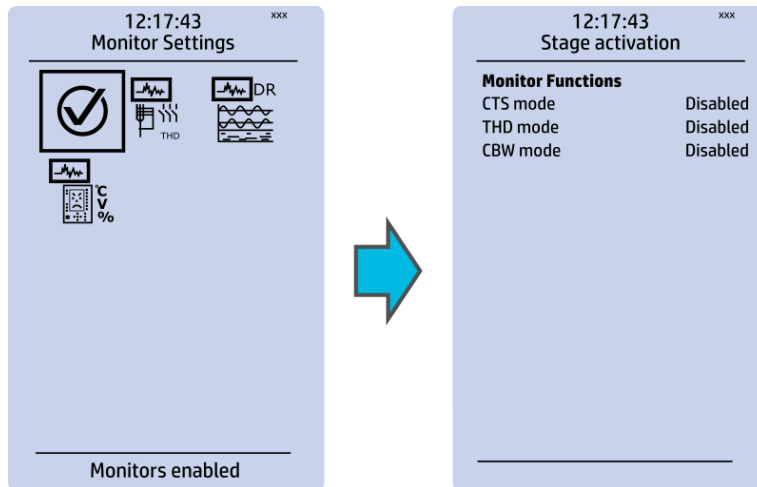 12:17:43 xxx
Monitor Settings
DR
THD
°C
V
%
Monitors enabled
12:17:43 xxx
Stage activation
Monitor Functions
CTS mode Disabled
THD mode Disabled
CBW mode Disabled